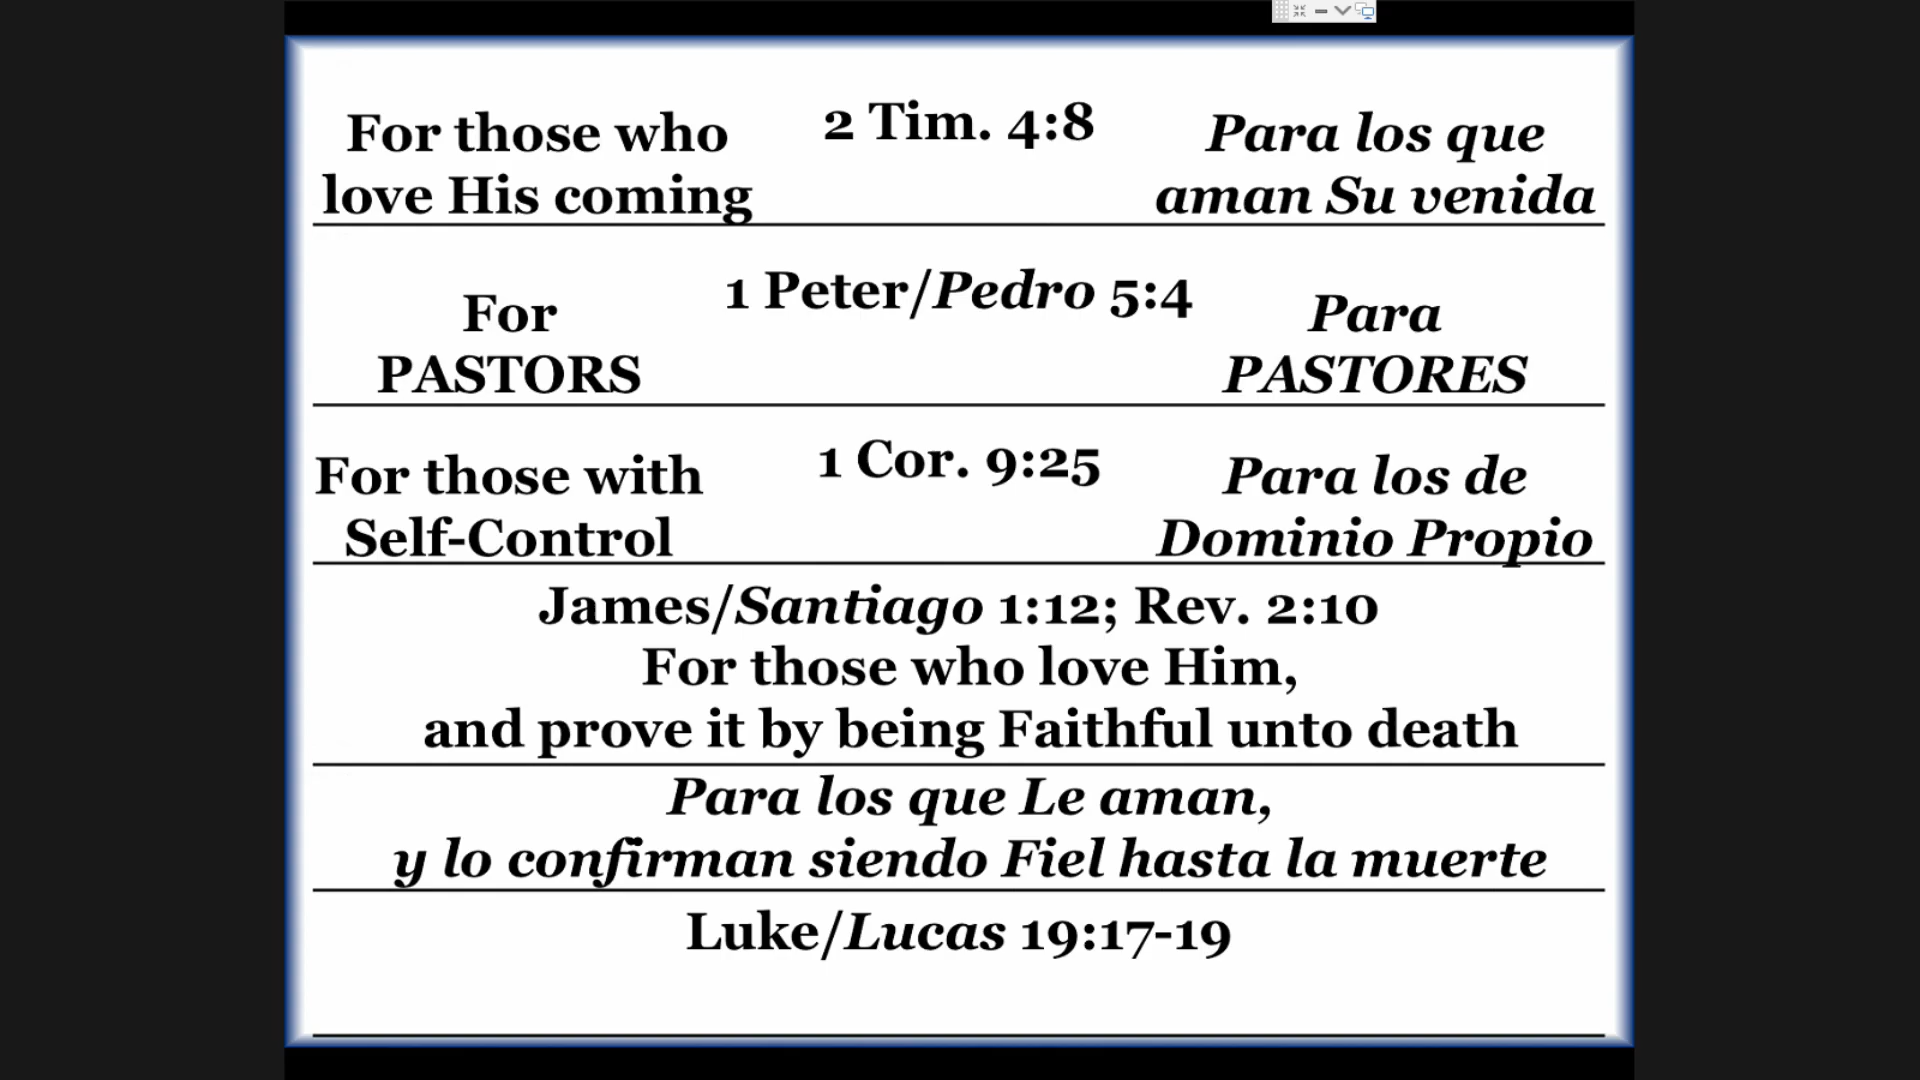 For those who
love His coming
2 Tim. 4:8
Para los que
aman Su venida
For
PASTORS
1 Peter/Pedro 5:4
Para
PASTORES
For those with
Self-Control
1 Cor. 9:25
Para los de
Dominio Propio
James/Santiago 1:12; Rev. 2:10
For those who love Him,
and prove it by being Faithful unto death
Para los que Le aman,
y lo confirman siendo Fiel hasta la muerte
Luke/Lucas 19:17-19